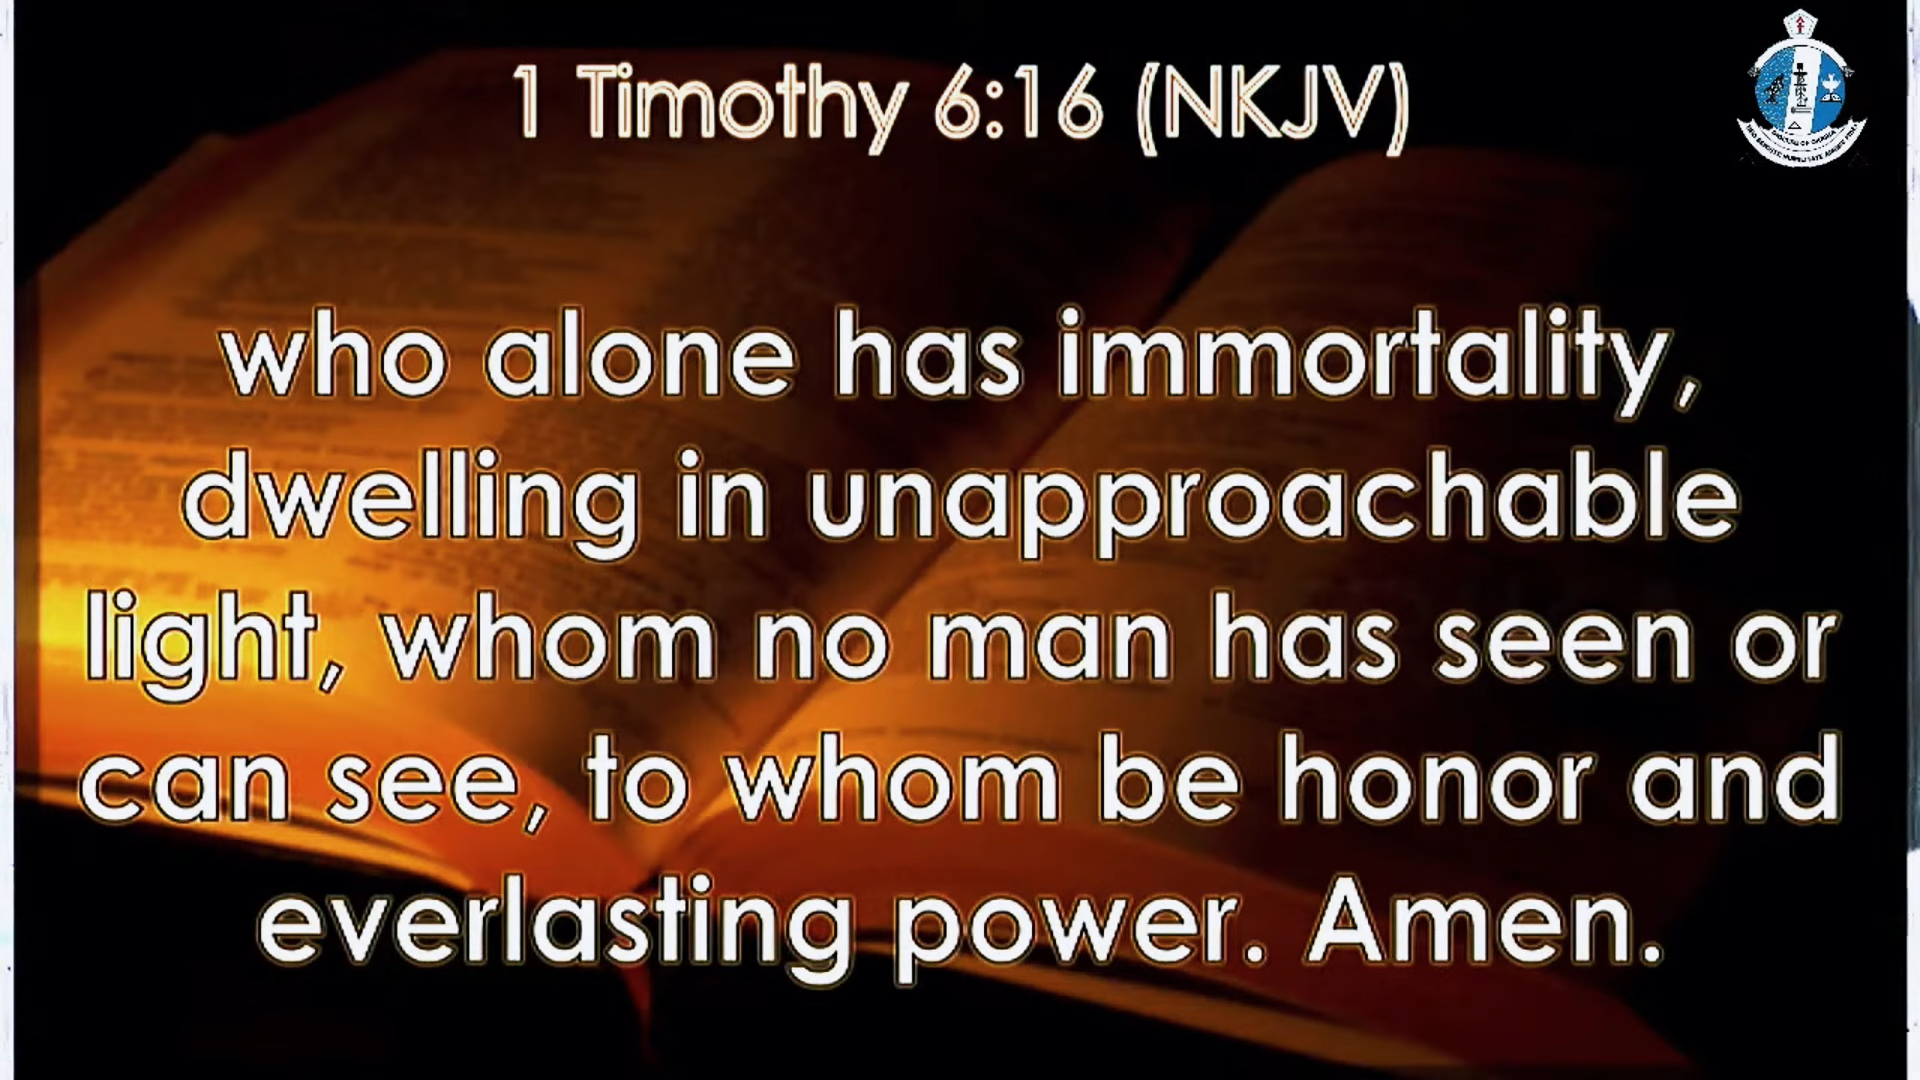 1 Timothy 6:16 (NKJV)
who alone has immortality,
dwelling in unapproachable
light, whom no man has seen or
can see, to whom be honor and
everlasting power. Amen.